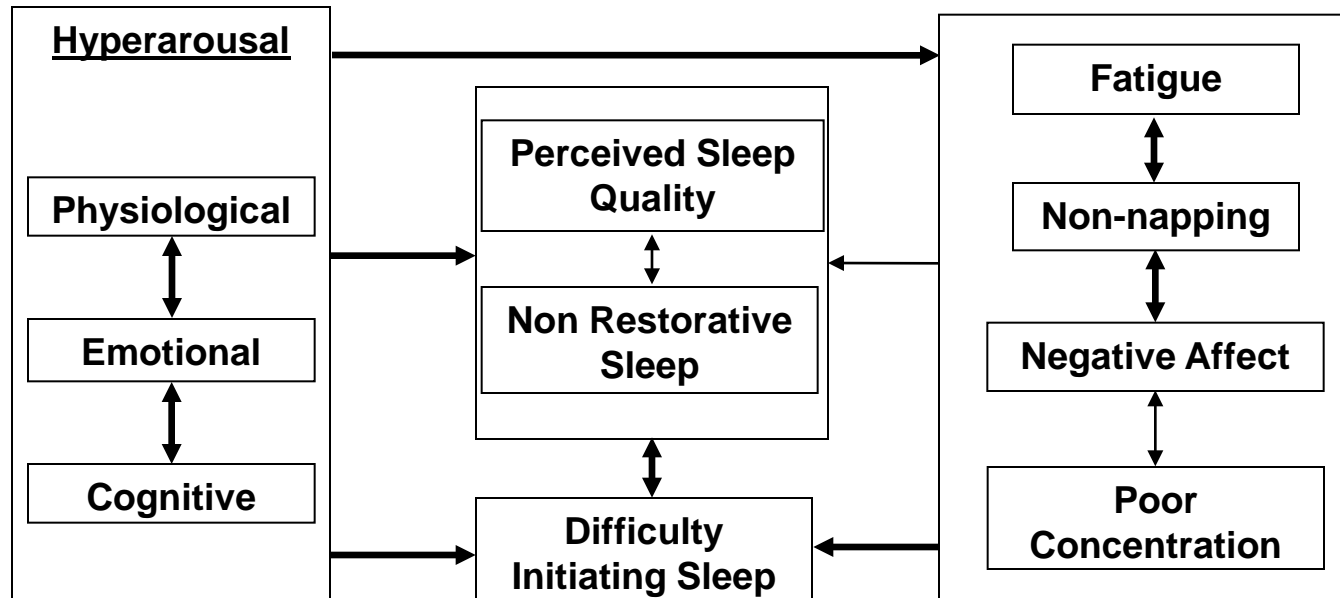 Hyperarousal
Physiological
Emotional
Cognitive
Perceived Sleep
Quality
Non Restorative
Sleep
Difficulty
Initiating Sleep
Fatigue
Non-napping
Negative Affect
Poor
Concentration